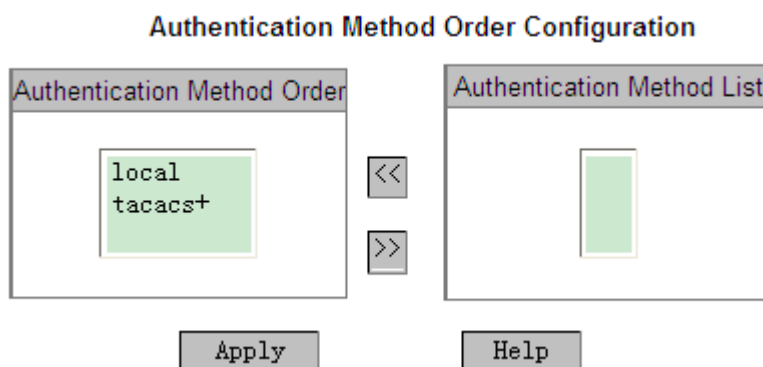 Authentication Method Order Configuration
Authentication Method Order
Authentication Method List
local
tacacs+
<<
>>
Apply
Help